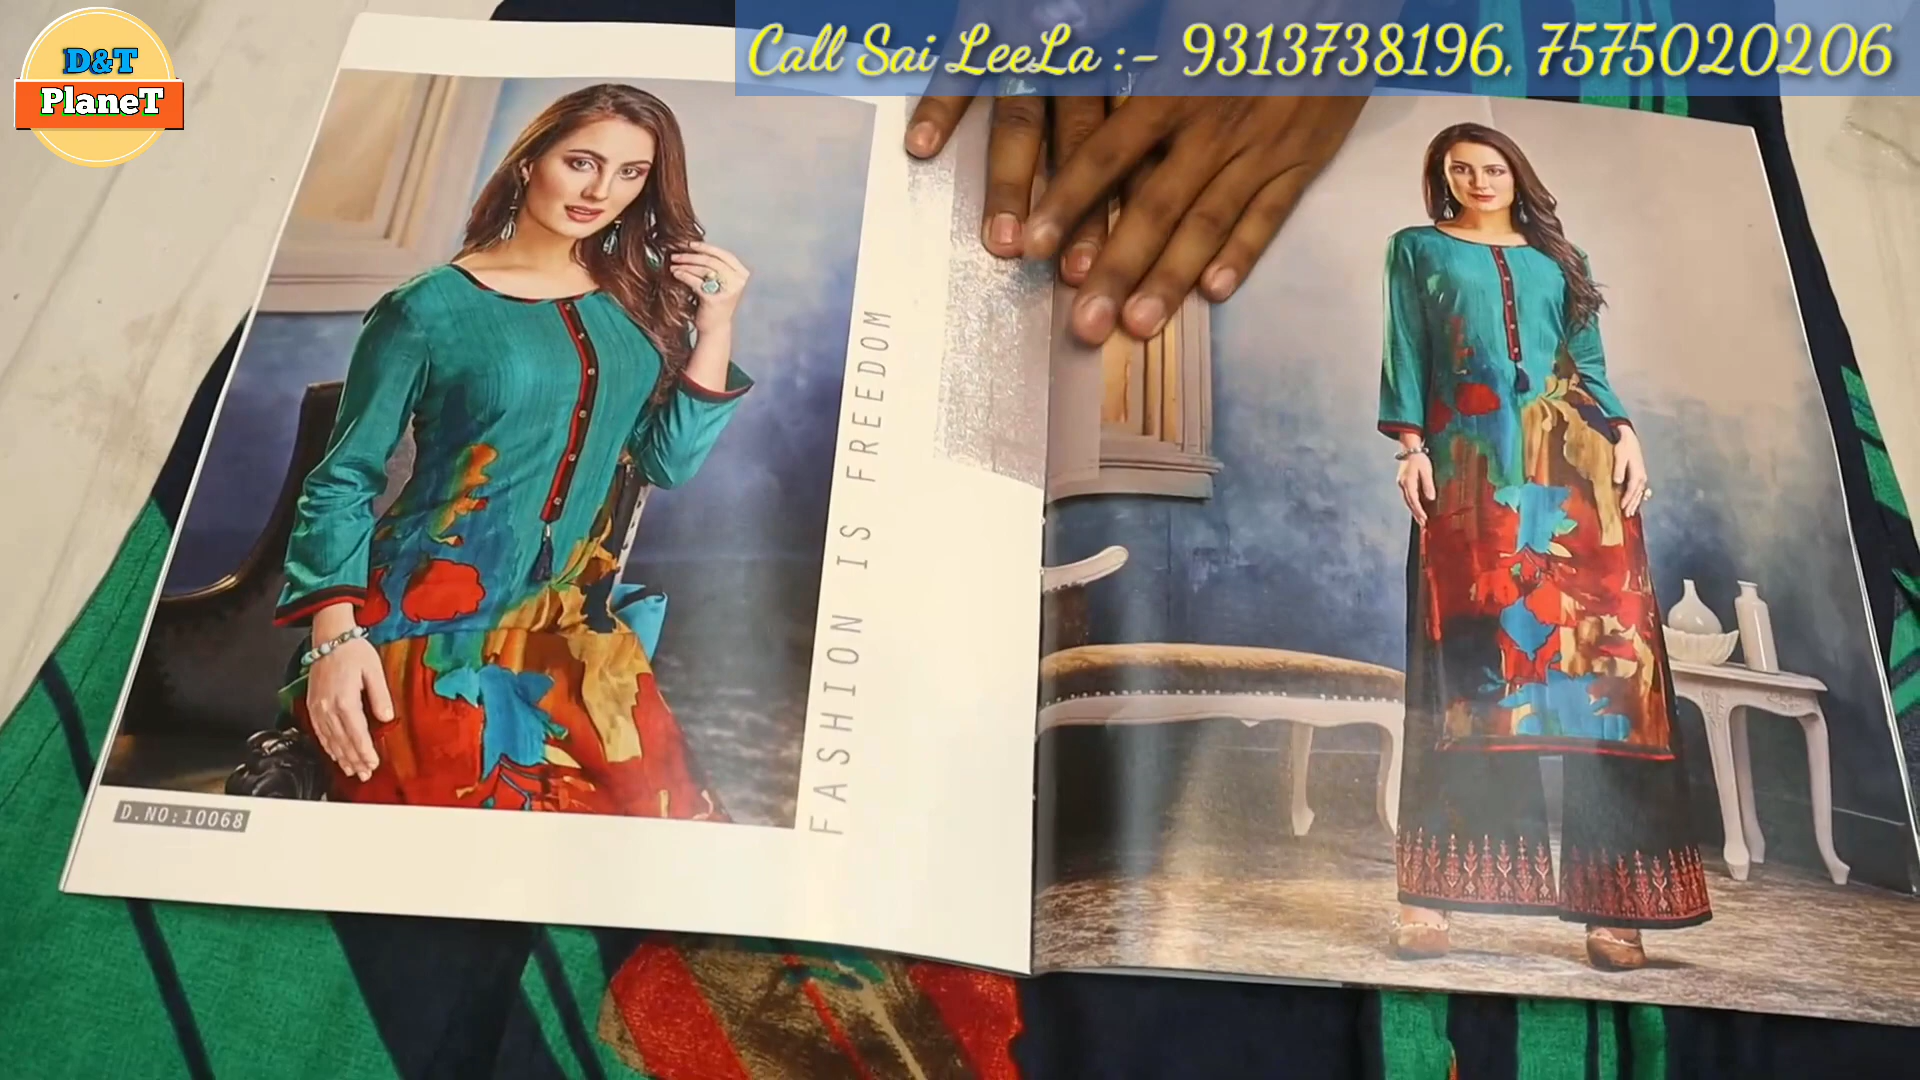 D&T
PlaneT
Call Sai LeeLa :- 9313738196, 7575020206
FASHION IS FREEDOM
D.NO:10068